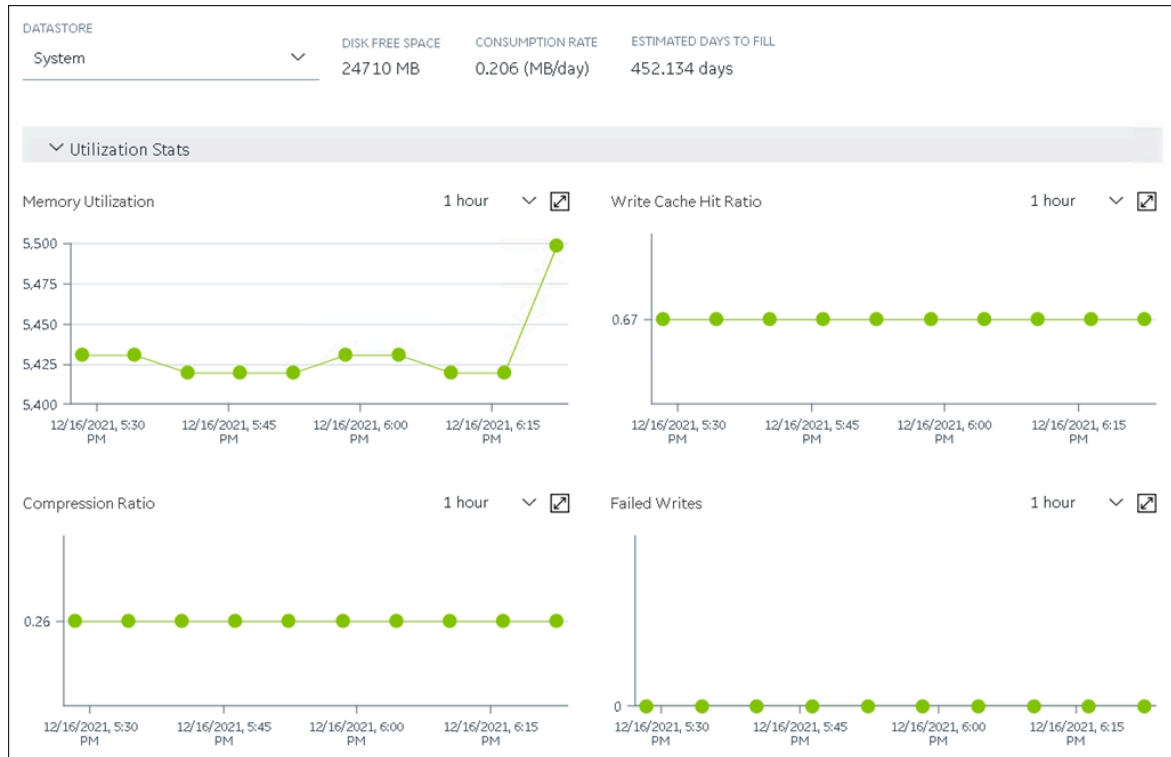 DATASTORE
System
DISK FREE SPACE
24710 MB
CONSUMPTION RATE
0.206 (MB/day)
ESTIMATED DAYS TO FILL
452.134 days
Utilization Stats
Memory Utilization
1 hour
5,500
5,475
5,450
5,425
5,400
12/16/2021, 5:30
PM
12/16/2021, 5:45
PM
12/16/2021, 6:00
PM
12/16/2021, 6:15
PM
Write Cache Hit Ratio
1 hour
0.67
12/16/2021, 5:30
PM
12/16/2021, 5:45
PM
12/16/2021, 6:00
PM
12/16/2021, 6:15
PM
Compression Ratio
1 hour
0.26
12/16/2021, 5:30
PM
12/16/2021, 5:45
PM
12/16/2021, 6:00
PM
12/16/2021, 6:15
PM
Failed Writes
1 hour
0
12/16/2021, 5:30
PM
12/16/2021, 5:45
PM
12/16/2021, 6:00
PM
12/16/2021, 6:15
PM